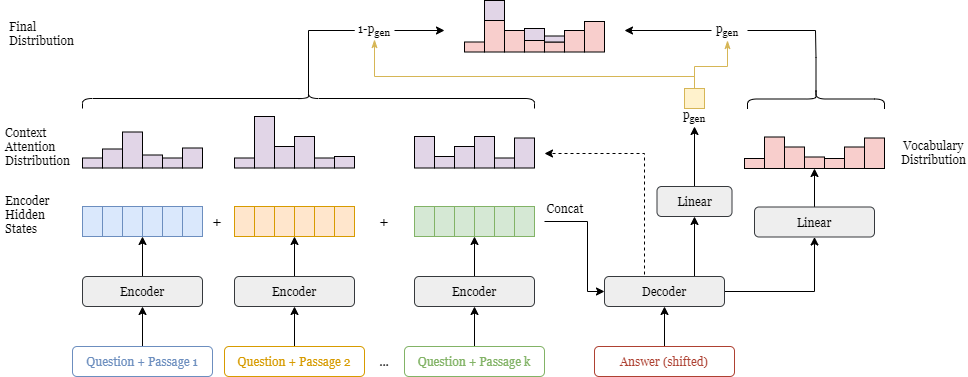 Final
Distribution
1-pgen
pgen
pgen
Context
Attention
Distribution
Vocabulary
Distribution
Encoder
Hidden
States
+
+
Concat
Linear
Linear
Encoder
Encoder
Encoder
Decoder
Question + Passage 1
Question + Passage 2
...
Question + Passage k
Answer (shifted)